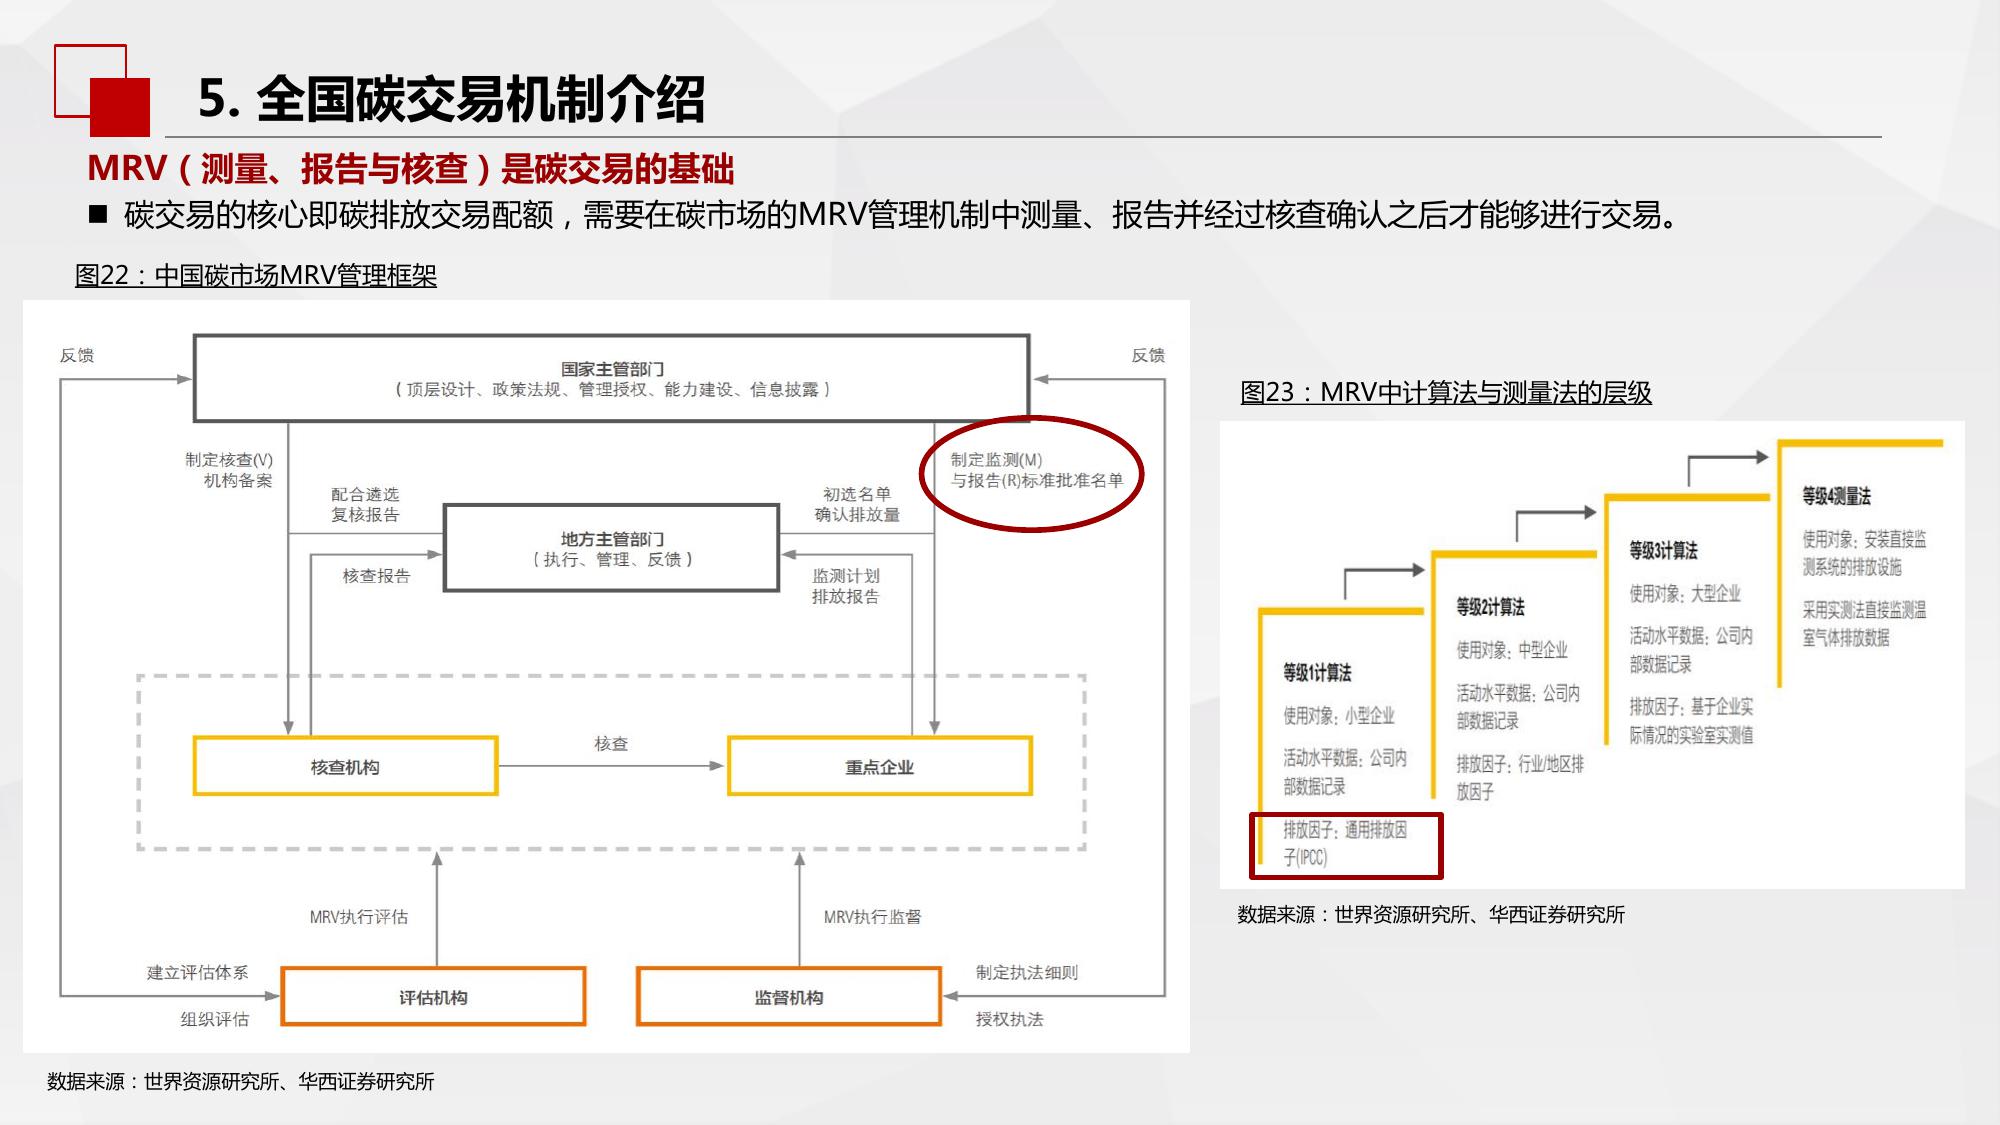 5. 全国碳交易机制介绍
MRV（测量、报告与核查）是碳交易的基础
■ 碳交易的核心即碳排放交易配额，需要在碳市场的MRV管理机制中测量、报告并经过核查确认之后才能够进行交易。
图22：中国碳市场MRV管理框架
反馈
国家主管部门
（顶层设计、政策法规、管理授权、能力建设、信息披露）
反馈
制定核查(V)
机构备案
配合遴选
复核报告
核查报告
地方主管部门
（执行、管理、反馈）
初选名单
确认排放量
监测计划
排放报告
制定监测(M)
与报告(R)标准批准名单
核查机构
核查
重点企业
MRV执行评估
MRV执行监督
建立评估体系
组织评估
评估机构
监督机构
制定执法细则
授权执法
数据来源：世界资源研究所、华西证券研究所
图23：MRV中计算法与测量法的层级
等级1计算法
使用对象：小型企业
活动水平数据：公司内
部数据记录
排放因子：通用排放因
子(IPCC)
等级2计算法
使用对象：中型企业
活动水平数据：公司内
部数据记录
排放因子：行业/地区排
放因子
等级3计算法
使用对象：大型企业
活动水平数据：公司内
部数据记录
排放因子：基于企业实
际情况的实验室实测值
等级4测量法
使用对象：安装直接监
测系统的排放设施
采用实测法直接监测温
室气体排放数据
数据来源：世界资源研究所、华西证券研究所